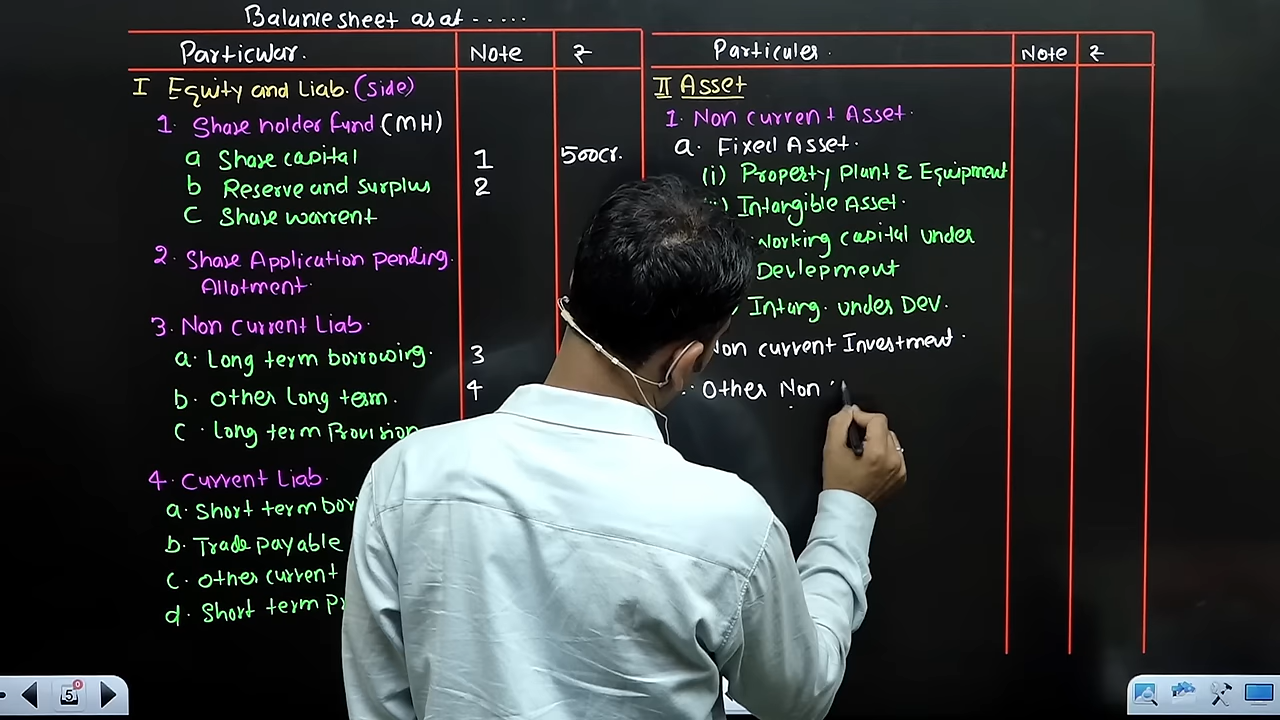 Balance sheet as at ------
Particular. Note ₹
I Equity and Liab. (side)
1. Share holder fund (MH)
a Share capital 1 500cr.
b Reserve and surplus 2
c Share warrent
2. Share Application pending.
Allotment.
3. Non Current Liab.
a. Long term borrowing. 3
b. Other Long term. 4
c. Long term Provision
4. Current Liab.
a. Short term
b. Trade payable
c. Other current
d. Short term
Particuler. Note ₹
II Asset
1. Non current Asset.
a. Fixed Asset.
(i) Property Plant & Equipment
Intangible Asset.
Working capital under
Devlepment
Intang. under Dev.
Non current Investment.
Other Non
5 0